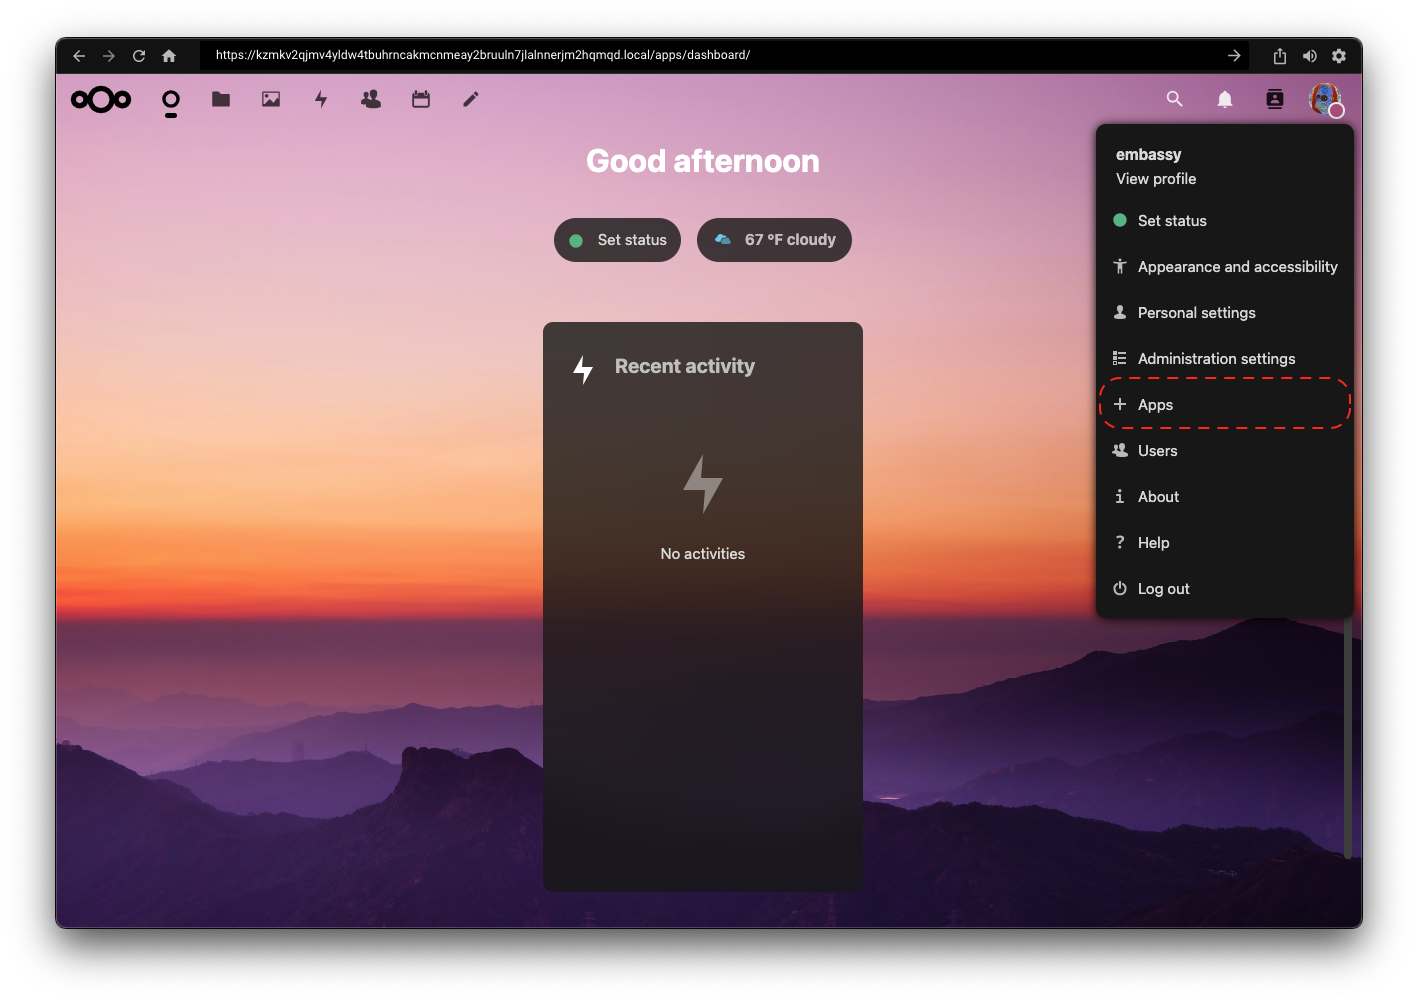 https://kzmkv2qjmv4yldw4tbuhrncakmcnmeay2bruuln7jlalnnerjm2hqmqd.local/apps/dashboard/
Good afternoon
Set status
67 °F cloudy
Recent activity
No activities
embassy
View profile
Set status
Appearance and accessibility
Personal settings
Administration settings
Apps
Users
About
Help
Log out